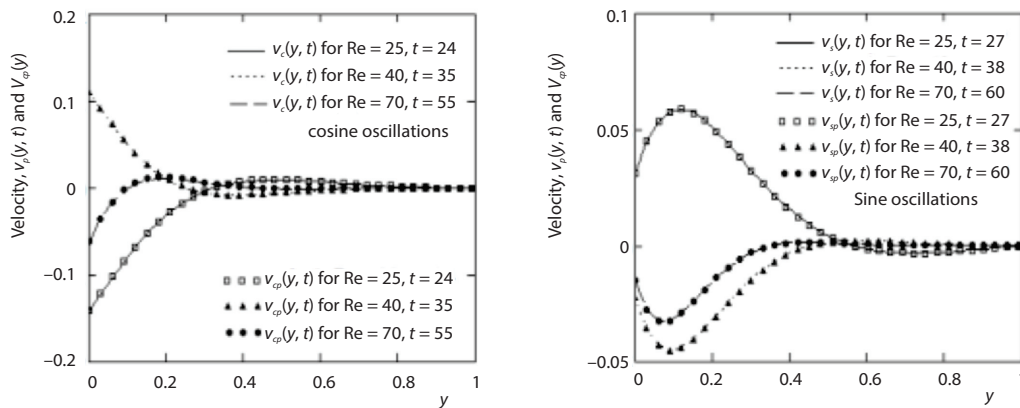 Velocity, vₚ(y, t) and
0.2
0.1
0
−0.1
−0.2
v_c(y, t) for Re = 25, t = 24
v_c(y, t) for Re = 40, t = 35
v_c(y, t) for Re = 70, t = 55
cosine oscillations
v_cp(y, t) for Re = 25, t = 24
v_cp(y, t) for Re = 40, t = 35
v_cp(y, t) for Re = 70, t = 55
0 0.2 0.4 0.6 0.8 1
y
Velocity, vₚ(y, t) and
0.1
0.05
0
−0.05
v_s(y, t) for Re = 25, t = 27
v_s(y, t) for Re = 40, t = 38
v_s(y, t) for Re = 70, t = 60
v_sp(y, t) for Re = 25, t = 27
v_sp(y, t) for Re = 40, t = 38
v_sp(y, t) for Re = 70, t = 60
Sine oscillations
0 0.2 0.4 0.6 0.8 1
y